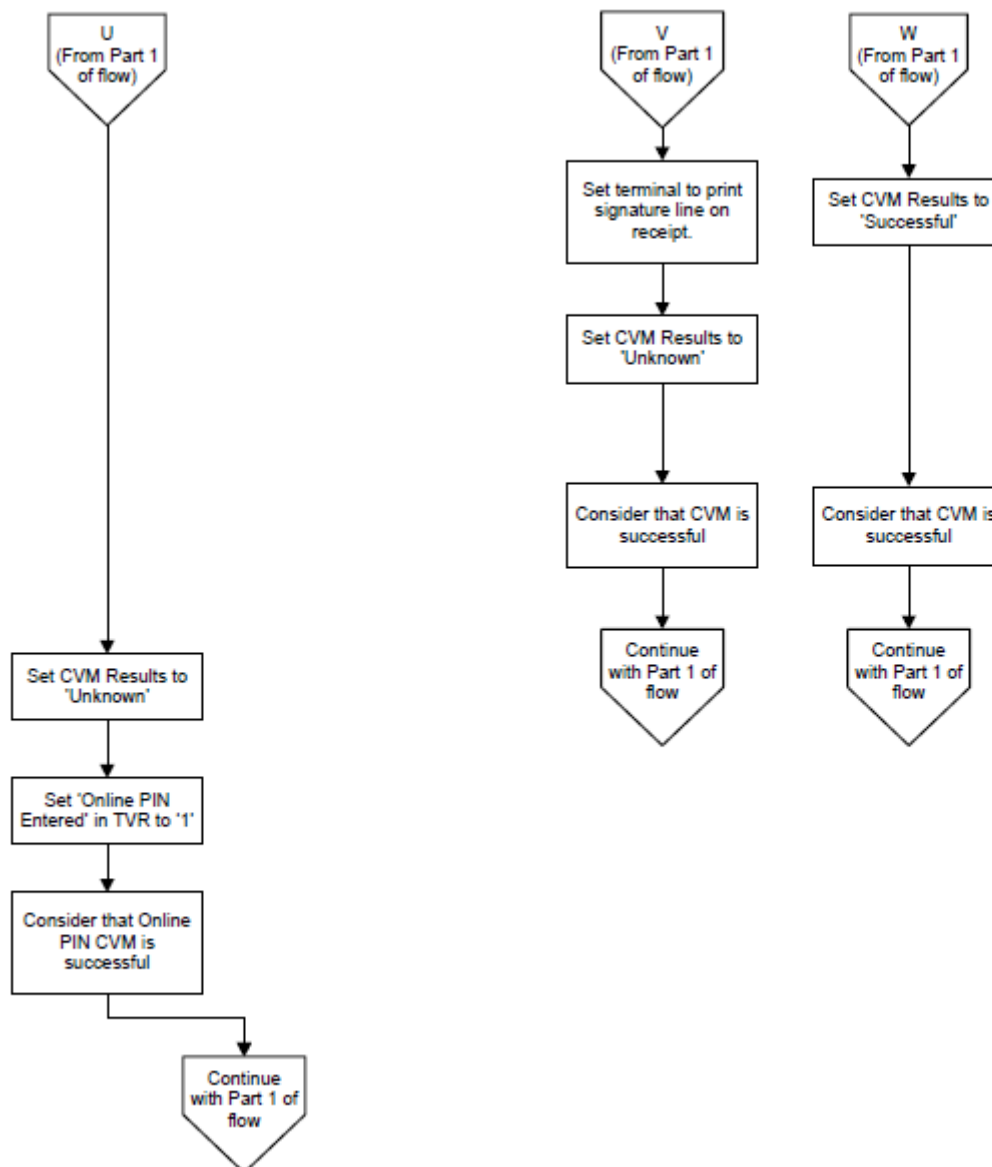 U
(From Part 1
of flow)
V
(From Part 1
of flow)
W
(From Part 1
of flow)
Set terminal to print
signature line on
receipt.
Set CVM Results to
'Successful'
Set CVM Results to
'Unknown'
Consider that CVM is
successful
Consider that CVM is
successful
Continue
with Part 1 of
flow
Continue
with Part 1 of
flow
Set CVM Results to
'Unknown'
Set 'Online PIN
Entered' in TVR to '1'
Consider that Online
PIN CVM is
successful
Continue
with Part 1 of
flow